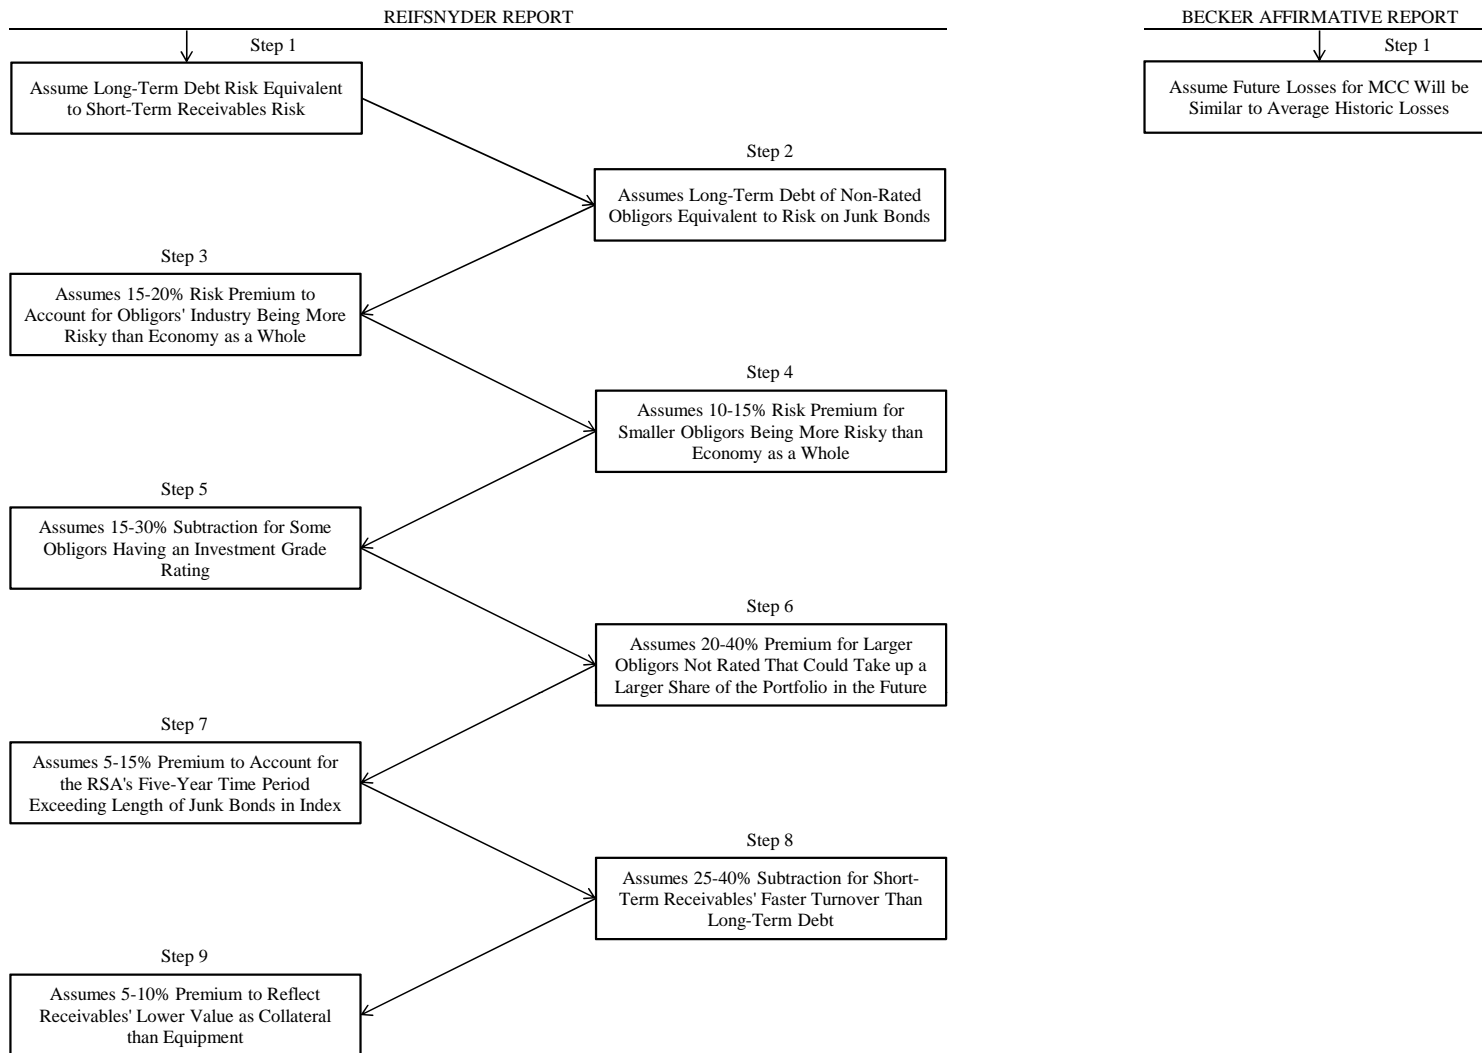 REIFSNYDER REPORT
BECKER AFFIRMATIVE REPORT
Step 1
Step 1
Assume Long-Term Debt Risk Equivalent
to Short-Term Receivables Risk
Assume Future Losses for MCC Will be
Similar to Average Historic Losses
Step 2
Assumes Long-Term Debt of Non-Rated
Obligors Equivalent to Risk on Junk Bonds
Step 3
Assumes 15-20% Risk Premium to
Account for Obligors' Industry Being More
Risky than Economy as a Whole
Step 4
Assumes 10-15% Risk Premium for
Smaller Obligors Being More Risky than
Economy as a Whole
Step 5
Assumes 15-30% Subtraction for Some
Obligors Having an Investment Grade
Rating
Step 6
Assumes 20-40% Premium for Larger
Obligors Not Rated That Could Take up a
Larger Share of the Portfolio in the Future
Step 7
Assumes 5-15% Premium to Account for
the RSA's Five-Year Time Period
Exceeding Length of Junk Bonds in Index
Step 8
Assumes 25-40% Subtraction for Short-
Term Receivables' Faster Turnover Than
Long-Term Debt
Step 9
Assumes 5-10% Premium to Reflect
Receivables' Lower Value as Collateral
than Equipment